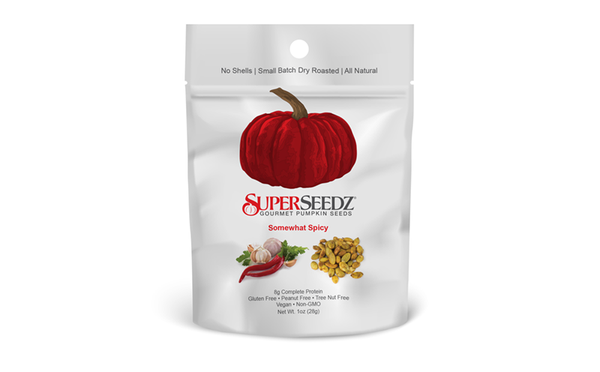 No Shells | Small Batch Dry Roasted | All Natural
SUPERSEEDZ®
GOURMET PUMPKIN SEEDS
Somewhat Spicy
8g Complete Protein
Gluten Free • Peanut Free • Tree Nut Free
Vegan • Non-GMO
Net Wt. 1oz (28g)